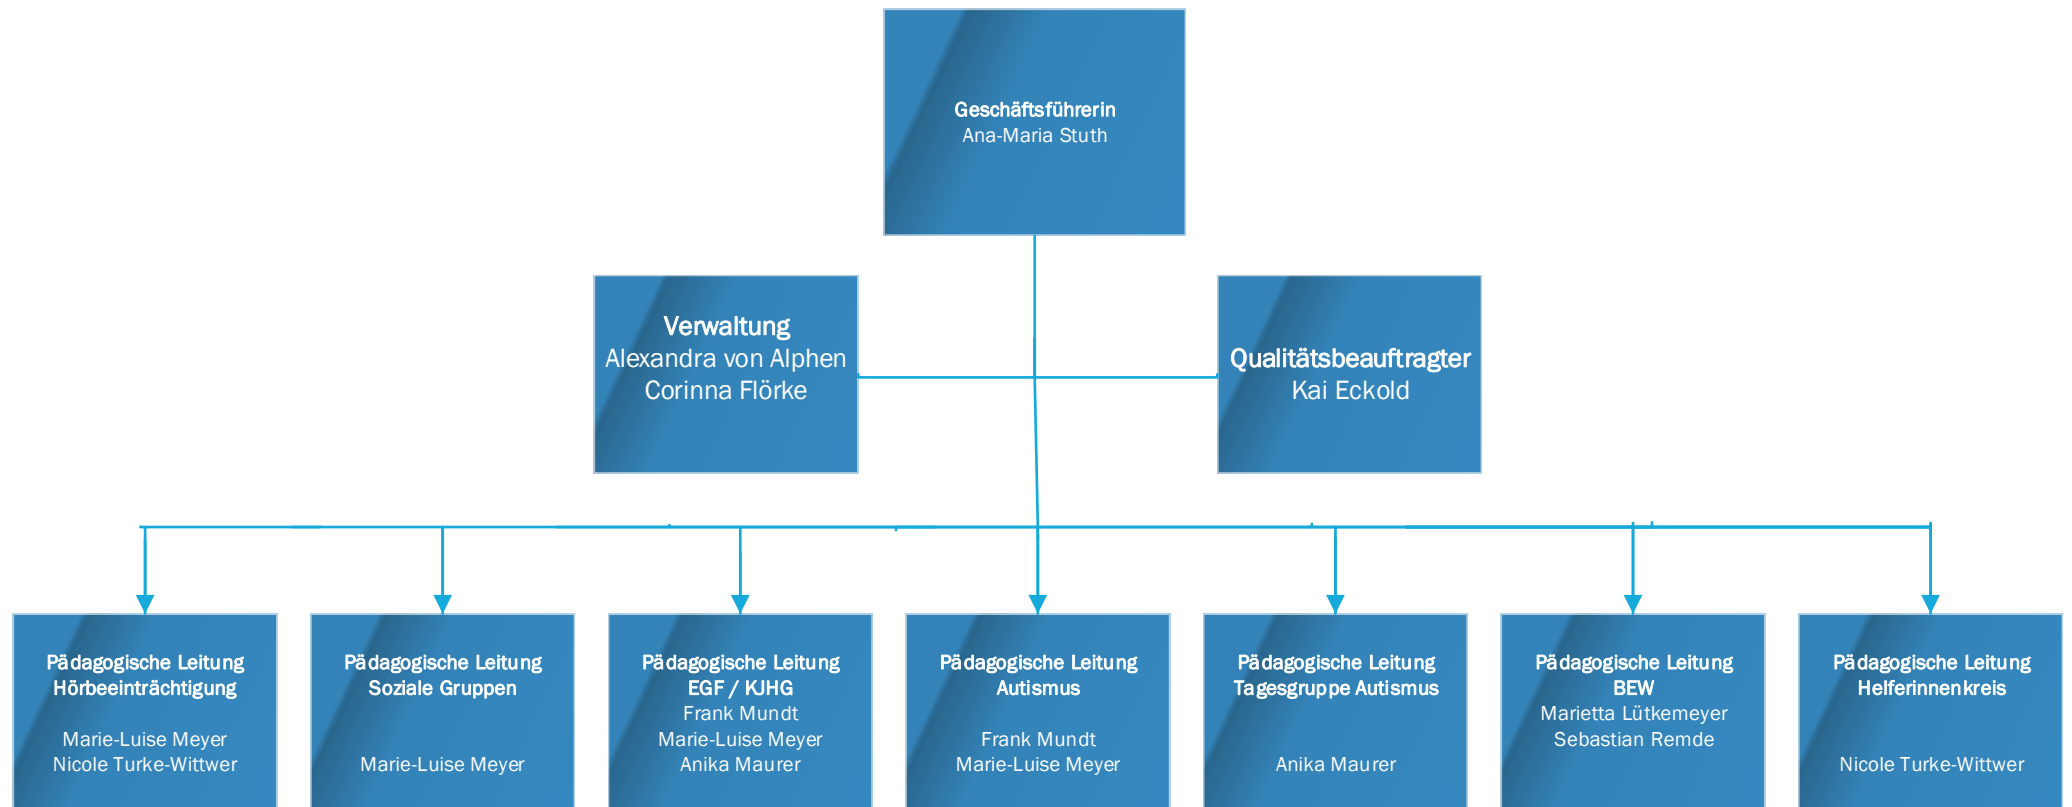 Geschäftsführerin
Ana-Maria Stuth
Verwaltung
Alexandra von Alphen
Corinna Flörke
Qualitätsbeauftragter
Kai Eckold
Pädagogische Leitung
Hörbeeinträchtigung
Marie-Luise Meyer
Nicole Turke-Wittwer
Pädagogische Leitung
Soziale Gruppen
Marie-Luise Meyer
Pädagogische Leitung
EGF / KJHG
Frank Mundt
Marie-Luise Meyer
Anika Maurer
Pädagogische Leitung
Autismus
Frank Mundt
Marie-Luise Meyer
Pädagogische Leitung
Tagesgruppe Autismus
Anika Maurer
Pädagogische Leitung
BEW
Marietta Lütkemeyer
Sebastian Remde
Pädagogische Leitung
Helferinnenkreis
Nicole Turke-Wittwer